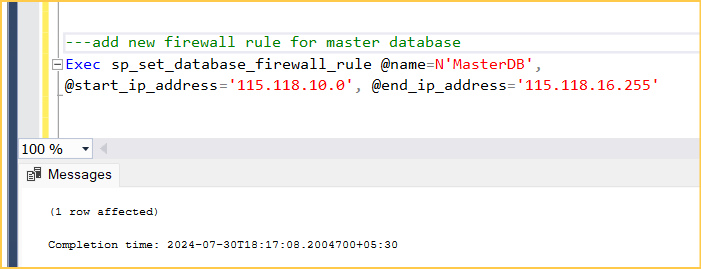 ---add new firewall rule for master database
Exec sp_set_database_firewall_rule @name=N'MasterDB',
@start_ip_address='115.118.10.0', @end_ip_address='115.118.16.255'
100 %
Messages
(1 row affected)
Completion time: 2024-07-30T18:17:08.2004700+05:30